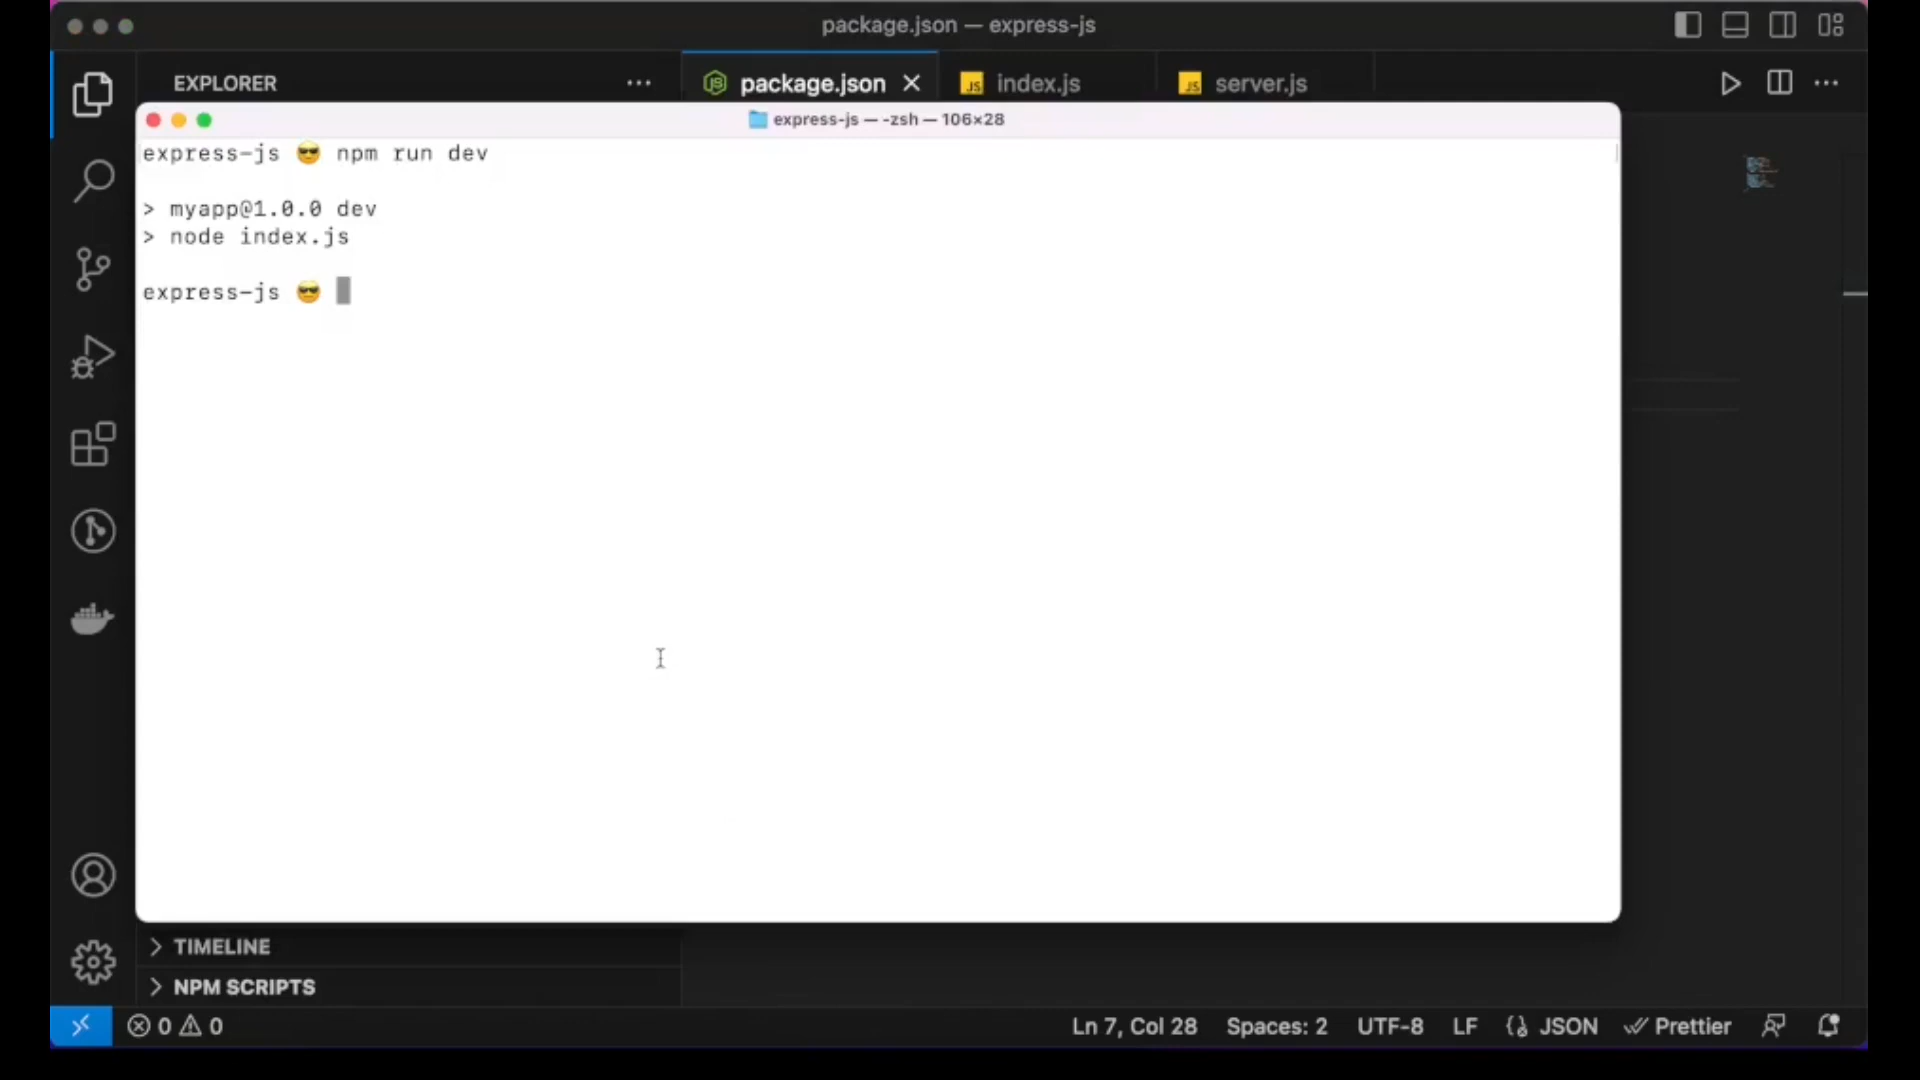 package.json — express-js
EXPLORER
package.json
index.js
server.js
express-js — -zsh — 106×28
express-js 😎 npm run dev
> myapp@1.0.0 dev
> node index.js
express-js 😎
TIMELINE
NPM SCRIPTS
0 0
Ln 7, Col 28
Spaces: 2
UTF-8
LF
JSON
Prettier